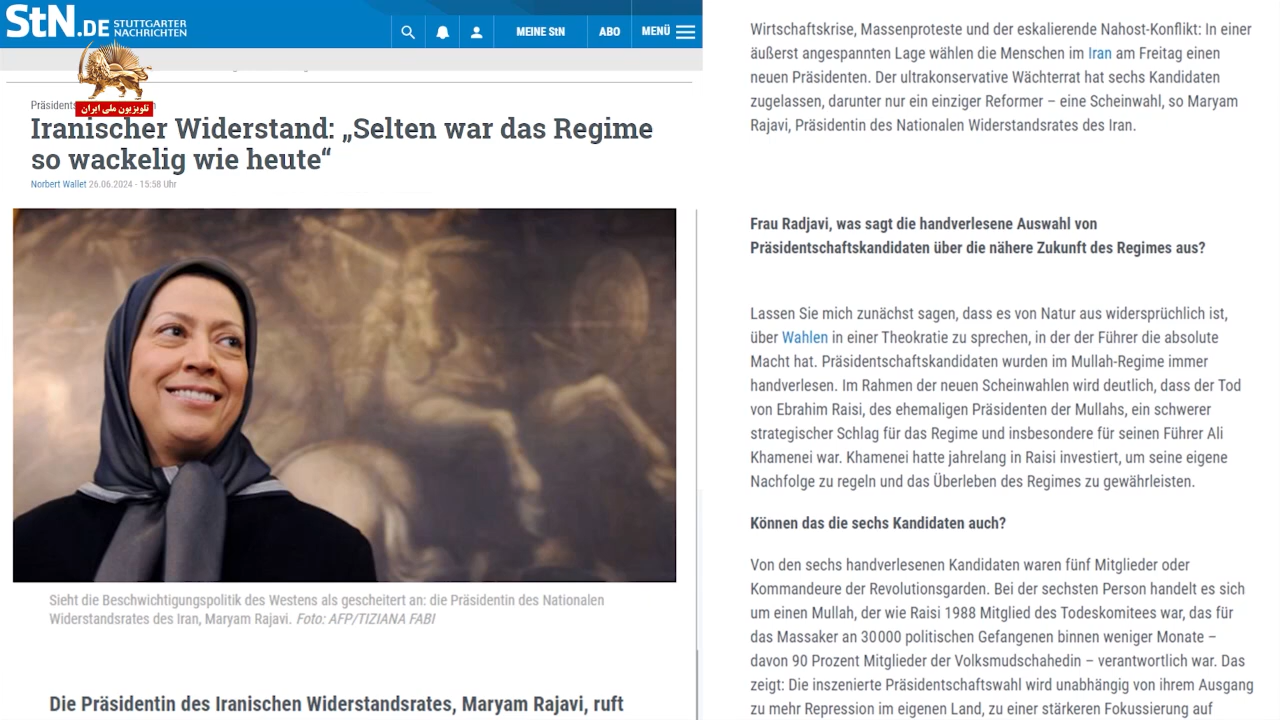 StN.DE STUTTGARTER
NACHRICHTEN
MEINE StN
ABO
MENÜ
تلویزیون ملی ایران
Iranischer Widerstand: „Selten war das Regime
so wackelig wie heute“
Norbert Wallet 26.06.2024 - 15:58 Uhr
Sieht die Beschwichtigungspolitik des Westens als gescheitert an: die Präsidentin des Nationalen
Widerstandsrates des Iran, Maryam Rajavi. Foto: AFP/TIZIANA FABI
Die Präsidentin des Iranischen Widerstandsrates, Maryam Rajavi, ruft
Wirtschaftskrise, Massenproteste und der eskalierende Nahost-Konflikt: In einer
äußerst angespannten Lage wählen die Menschen im Iran am Freitag einen
neuen Präsidenten. Der ultrakonservative Wächterrat hat sechs Kandidaten
zugelassen, darunter nur ein einziger Reformer – eine Scheinwahl, so Maryam
Rajavi, Präsidentin des Nationalen Widerstandsrates des Iran.
Frau Radjavi, was sagt die handverlesene Auswahl von
Präsidentschaftskandidaten über die nähere Zukunft des Regimes aus?
Lassen Sie mich zunächst sagen, dass es von Natur aus widersprüchlich ist,
über Wahlen in einer Theokratie zu sprechen, in der der Führer die absolute
Macht hat. Präsidentschaftskandidaten wurden im Mullah-Regime immer
handverlesen. Im Rahmen der neuen Scheinwahlen wird deutlich, dass der Tod
von Ebrahim Raisi, des ehemaligen Präsidenten der Mullahs, ein schwerer
strategischer Schlag für das Regime und insbesondere für seinen Führer Ali
Khamenei war. Khamenei hatte jahrelang in Raisi investiert, um seine eigene
Nachfolge zu regeln und das Überleben des Regimes zu gewährleisten.
Können das die sechs Kandidaten auch?
Von den sechs handverlesenen Kandidaten waren fünf Mitglieder oder
Kommandeure der Revolutionsgarden. Bei der sechsten Person handelt es sich
um einen Mullah, der wie Raisi 1988 Mitglied des Todeskomitees war, das für
das Massaker an 30000 politischen Gefangenen binnen weniger Monate –
davon 90 Prozent Mitglieder der Volksmudschahedin – verantwortlich war. Das
zeigt: Die inszenierte Präsidentschaftswahl wird unabhängig von ihrem Ausgang
zu mehr Repression im eigenen Land, zu einer stärkeren Fokussierung auf